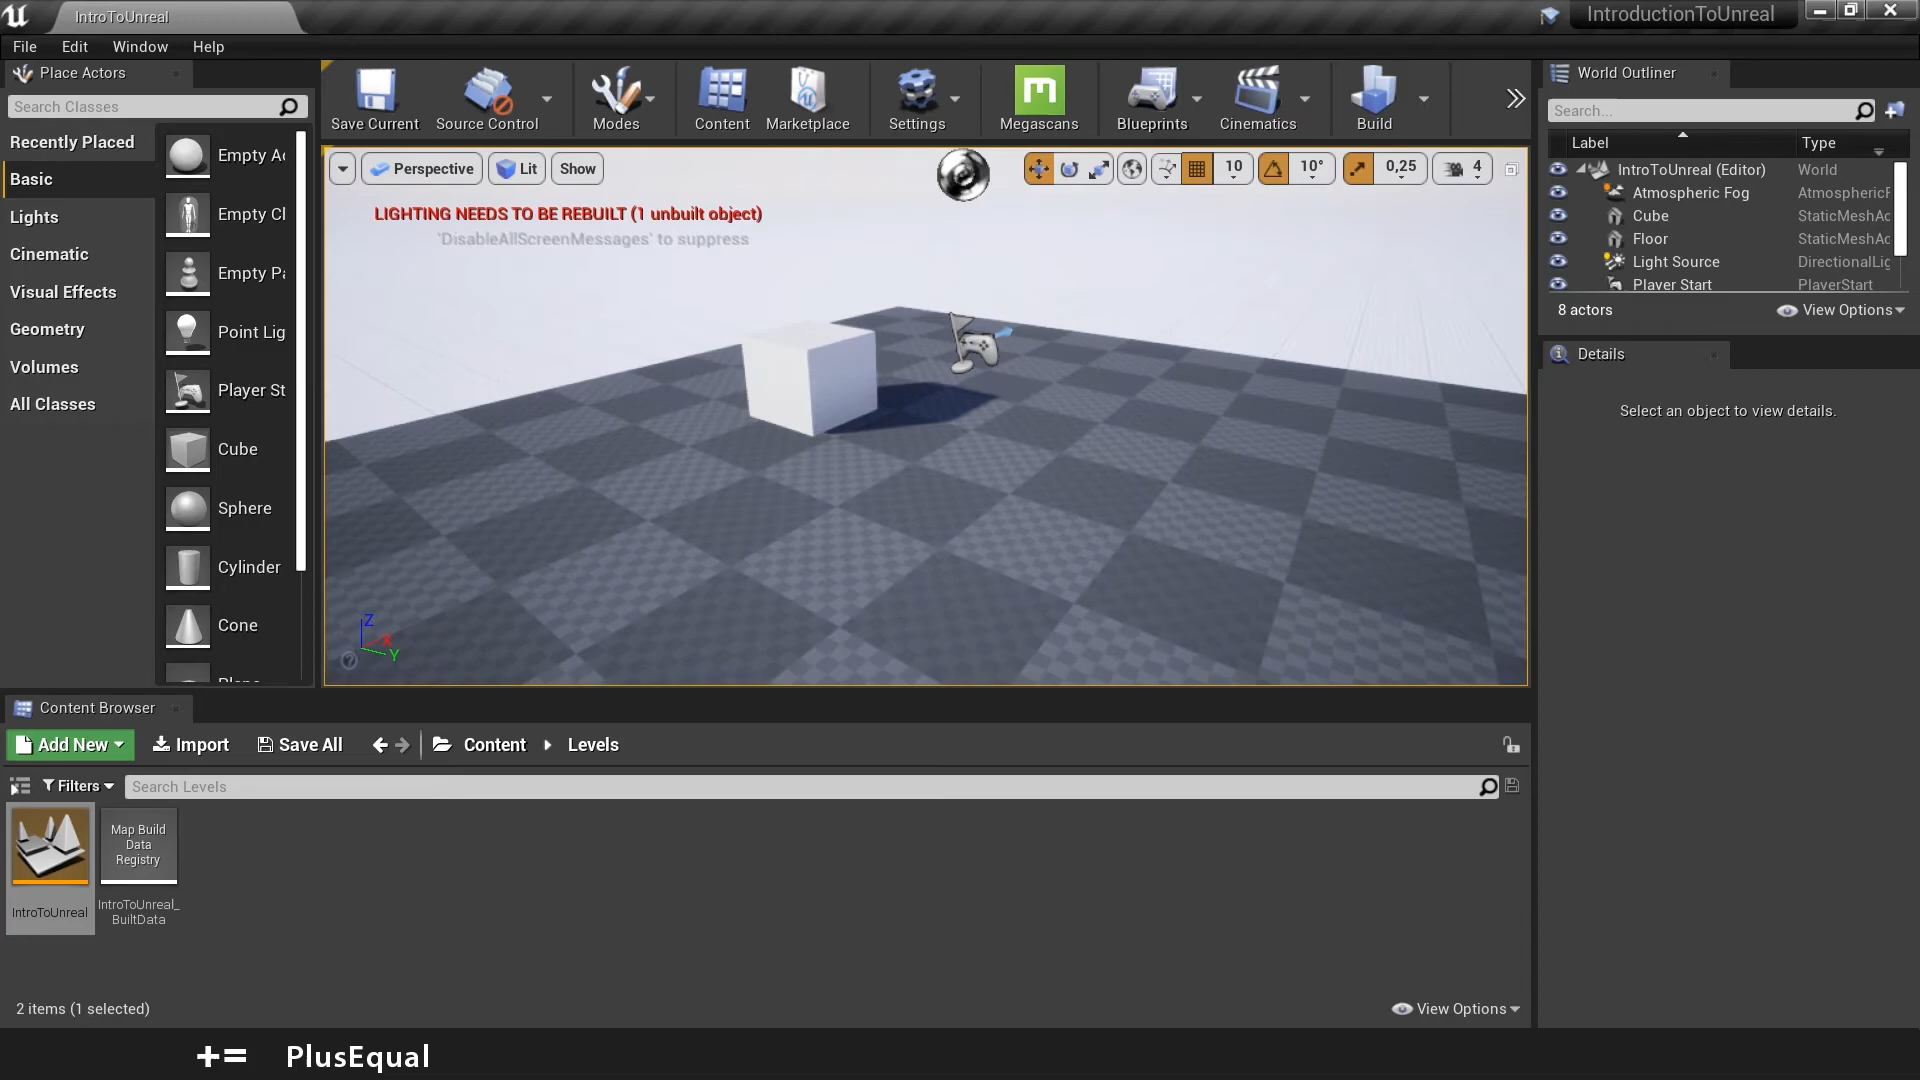 IntroToUnreal
IntroductionToUnreal
File Edit Window Help
Place Actors
Search Classes
Recently Placed
Basic
Lights
Cinematic
Visual Effects
Geometry
Volumes
All Classes
Empty Ac
Empty Cl
Empty Pa
Point Lig
Player St
Cube
Sphere
Cylinder
Cone
Save Current
Source Control
Modes
Content
Marketplace
Settings
Megascans
Blueprints
Cinematics
Build
Perspective
Lit
Show
10
10°
0,25
4
LIGHTING NEEDS TO BE REBUILT (1 unbuilt object)
'DisableAllScreenMessages' to suppress
Z
X
Y
World Outliner
Search...
Label Type
IntroToUnreal (Editor) World
Atmospheric Fog AtmosphericF
Cube StaticMeshAc
Floor StaticMeshAc
Light Source DirectionalLig
Player Start PlayerStart
8 actors
View Options
Details
Select an object to view details.
Content Browser
Add New Import Save All Content Levels
Filters
Search Levels
Map Build
Data
Registry
IntroToUnreal
IntroToUnreal_
BuiltData
2 items (1 selected)
View Options
+= PlusEqual